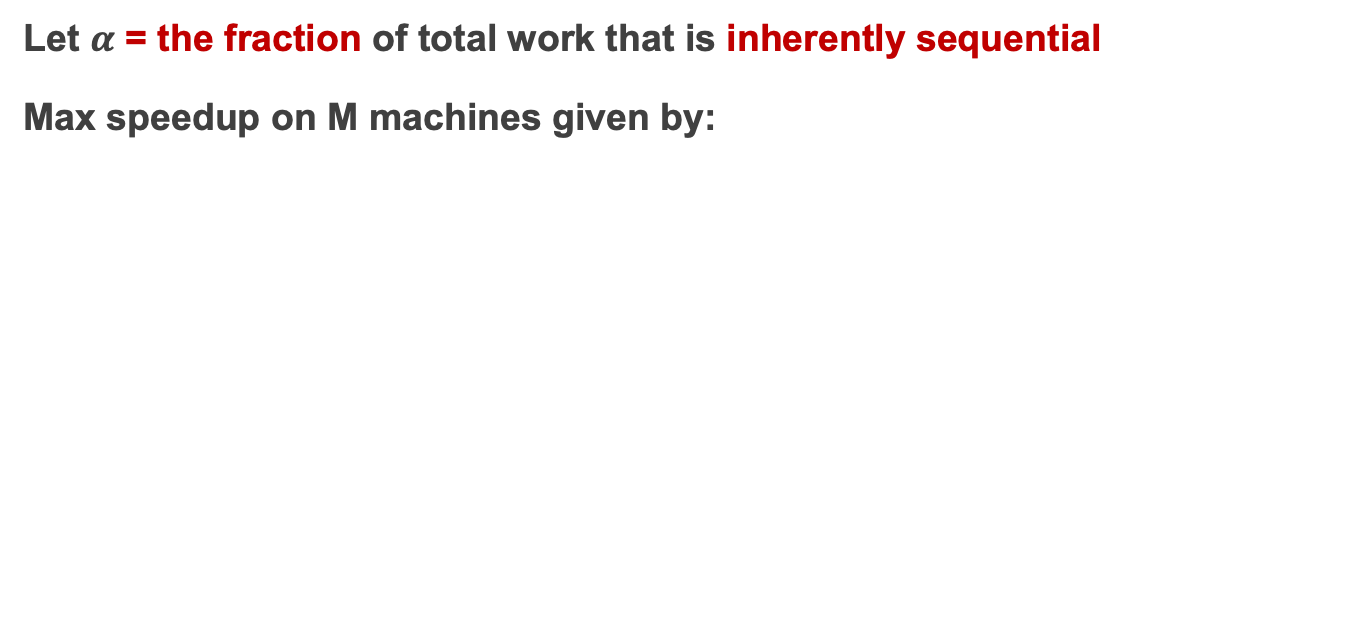 Let 𝛼 = the fraction of total work that is inherently sequential
Max speedup on M machines given by: